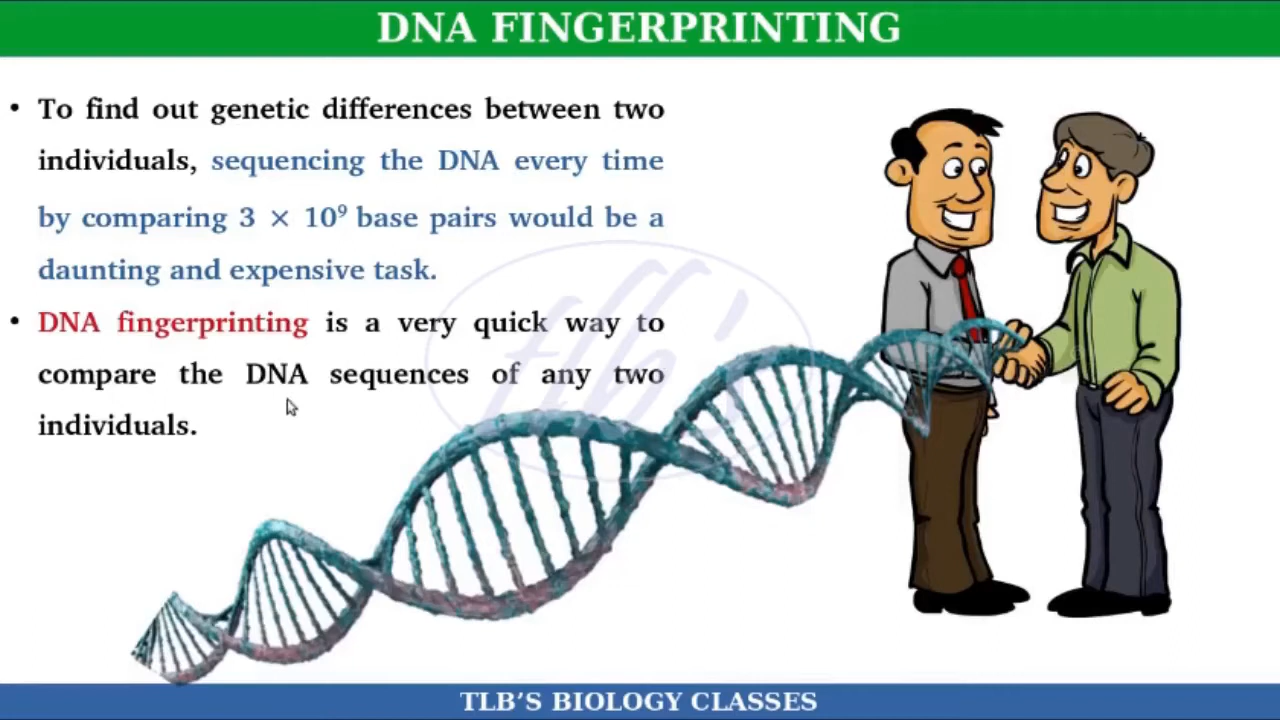 DNA FINGERPRINTING
• To find out genetic differences between two
individuals, sequencing the DNA every time
by comparing 3 × 10⁹ base pairs would be a
daunting and expensive task.
• DNA fingerprinting is a very quick way to
compare the DNA sequences of any two
individuals.
tlb's
TLB’S BIOLOGY CLASSES